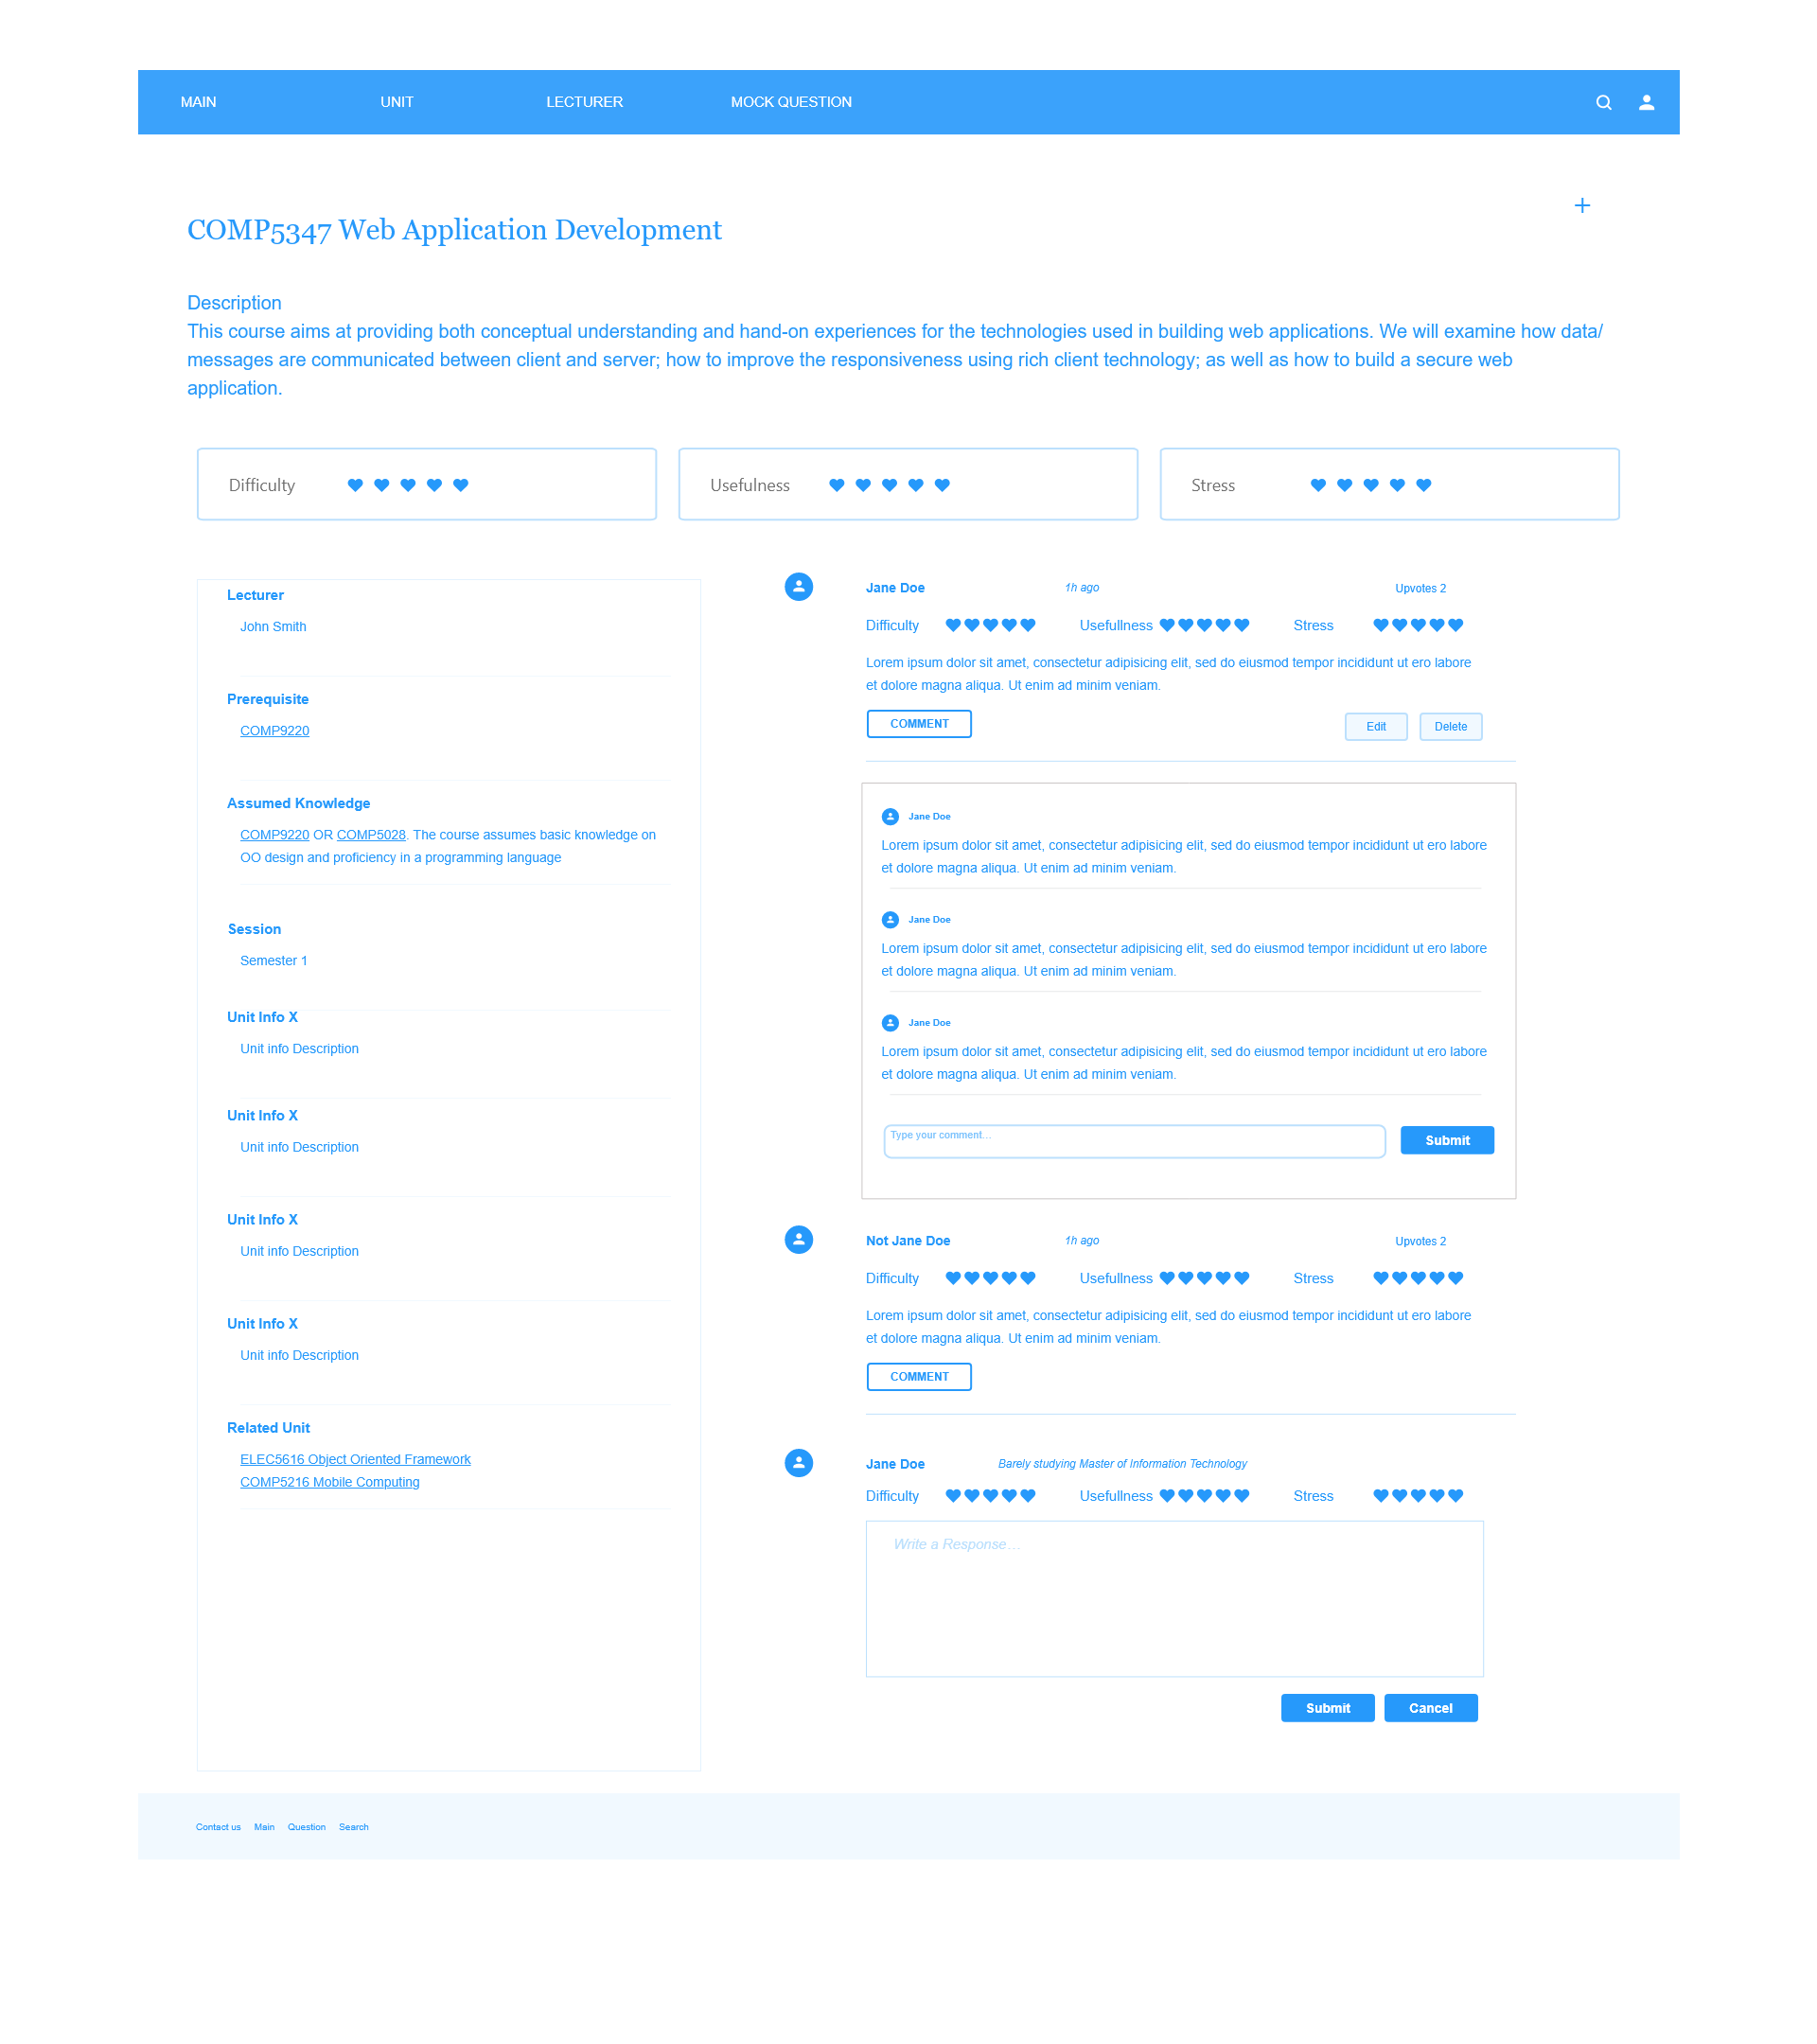 MAIN UNIT LECTURER MOCK QUESTION
COMP5347 Web Application Development
Description
This course aims at providing both conceptual understanding and hand-on experiences for the technologies used in building web applications. We will examine how data/
messages are communicated between client and server; how to improve the responsiveness using rich client technology; as well as how to build a secure web
application.
Difficulty Usefulness Stress
Lecturer
John Smith
Prerequisite
COMP9220
Assumed Knowledge
COMP9220 OR COMP5028. The course assumes basic knowledge on
OO design and proficiency in a programming language
Session
Semester 1
Unit Info X
Unit info Description
Unit Info X
Unit info Description
Unit Info X
Unit info Description
Unit Info X
Unit info Description
Related Unit
ELEC5616 Object Oriented Framework
COMP5216 Mobile Computing
Jane Doe 1h ago Upvotes 2
Difficulty Usefullness Stress
Lorem ipsum dolor sit amet, consectetur adipisicing elit, sed do eiusmod tempor incididunt ut ero labore
et dolore magna aliqua. Ut enim ad minim veniam.
COMMENT Edit Delete
Jane Doe
Lorem ipsum dolor sit amet, consectetur adipisicing elit, sed do eiusmod tempor incididunt ut ero labore
et dolore magna aliqua. Ut enim ad minim veniam.
Jane Doe
Lorem ipsum dolor sit amet, consectetur adipisicing elit, sed do eiusmod tempor incididunt ut ero labore
et dolore magna aliqua. Ut enim ad minim veniam.
Jane Doe
Lorem ipsum dolor sit amet, consectetur adipisicing elit, sed do eiusmod tempor incididunt ut ero labore
et dolore magna aliqua. Ut enim ad minim veniam.
Type your comment... Submit
Not Jane Doe 1h ago Upvotes 2
Difficulty Usefullness Stress
Lorem ipsum dolor sit amet, consectetur adipisicing elit, sed do eiusmod tempor incididunt ut ero labore
et dolore magna aliqua. Ut enim ad minim veniam.
COMMENT
Jane Doe Barely studying Master of Information Technology
Difficulty Usefullness Stress
Write a Response...
Submit Cancel
Contact us Main Question Search